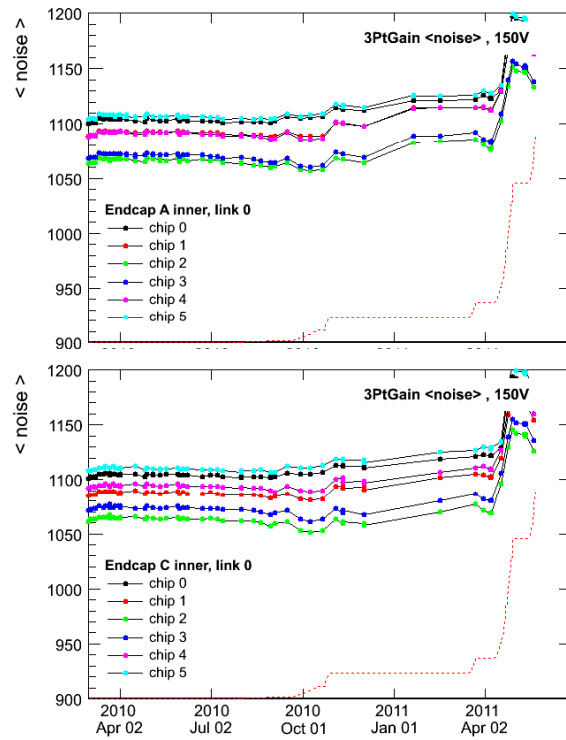 1200
3PtGain <noise> , 150V
1150
1100
1050
1000
950
900
< noise >
Endcap A inner, link 0
chip 0
chip 1
chip 2
chip 3
chip 4
chip 5
1200
3PtGain <noise> , 150V
1150
1100
1050
1000
950
900
< noise >
Endcap C inner, link 0
chip 0
chip 1
chip 2
chip 3
chip 4
chip 5
2010 2010 2010 2011 2011
Apr 02 Jul 02 Oct 01 Jan 01 Apr 02